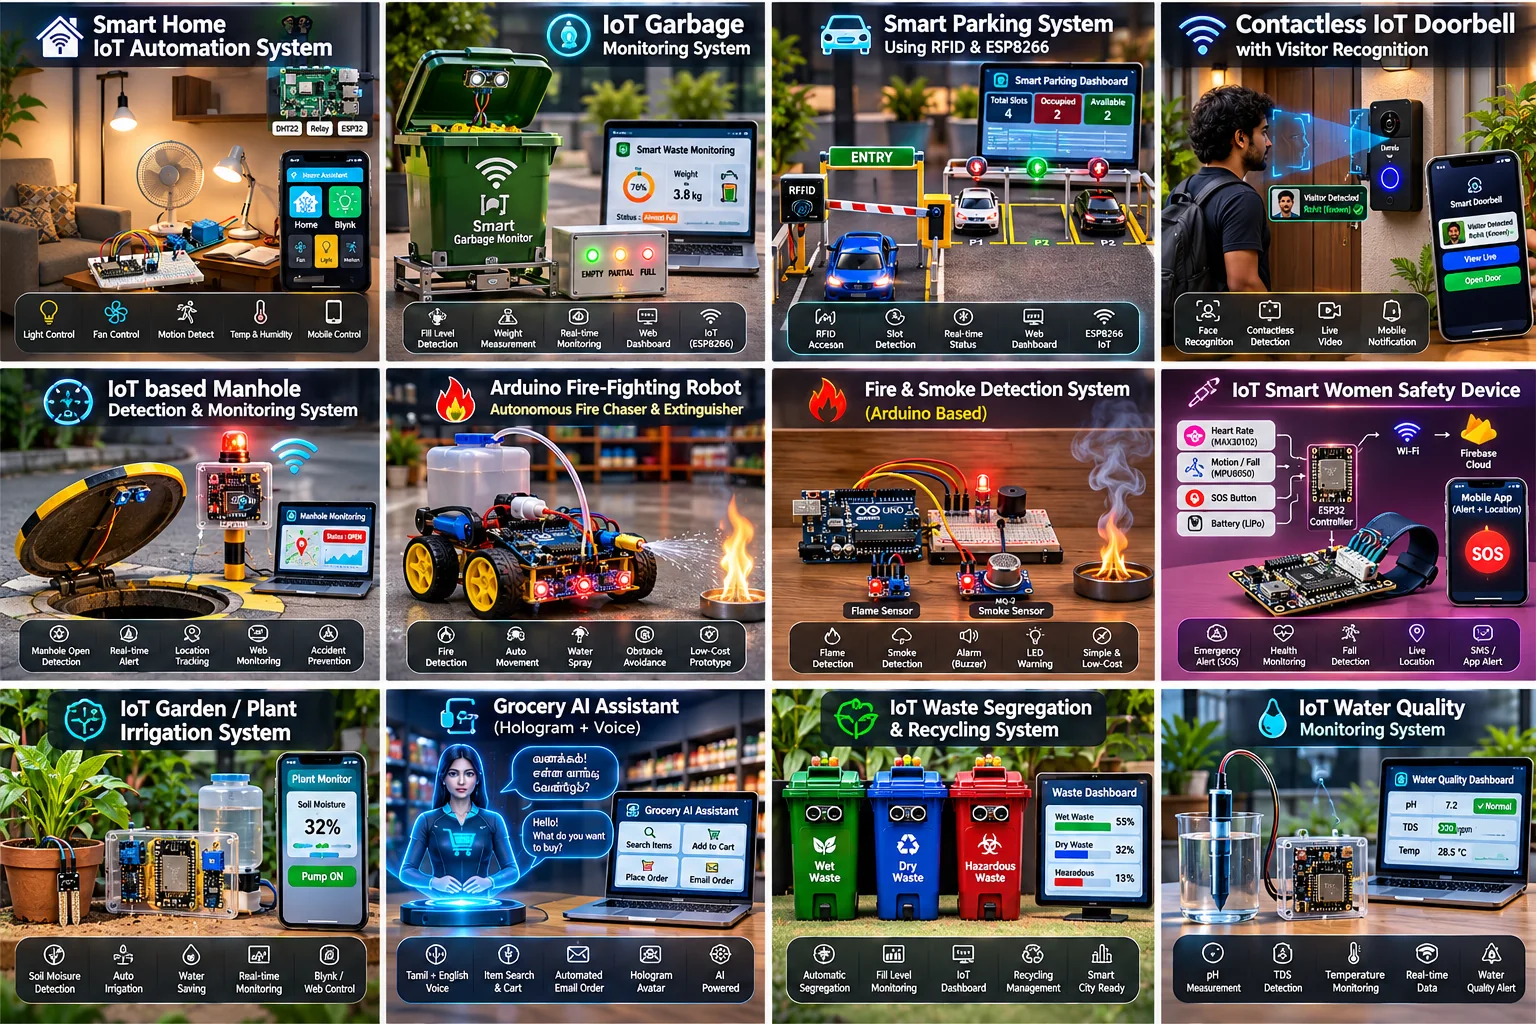 Smart Home
IoT Automation System
DHT22
Relay
ESP32
Home Assistant
Home
Blynk
Fan
Light
Motion
Light Control
Fan Control
Motion Detect
Temp & Humidity
Mobile Control
IoT Garbage
Monitoring System
IoT
Smart
Garbage Monitor
EMPTY
PARTIAL
FULL
Smart Waste Monitoring
76%
Weight
3.8 kg
Status :
Fill Level
Detection
Weight
Measurement
Real-time
Monitoring
Web
Dashboard
IoT
(ESP8266)
Smart Parking System
Using RFID & ESP8266
Smart Parking Dashboard
Total Slots
4
Occupied
2
Available
2
ENTRY
RFFID
P1
P2
P2
RFID
Accesan
Slot
Detection
Real-time
Status
Web
Dashboard
ESP8266
IoT
Contactless IoT Doorbell
with Visitor Recognition
Visitor Detected
Smart Doorbell
Visitor Detected
View Live
Open Door
Face
Recognition
Contactless
Detection
Live
Video
Mobile
Notification
IoT based Manhole
Detection & Monitoring System
Manhole Monitoring
Status : OPEN
Manhole Open
Detection
Real-time
Alert
Location
Tracking
Web
Monitoring
Accident
Prevention
Arduino Fire-Fighting Robot
Autonomous Fire Chaser & Extinguisher
Fire
Detection
Auto
Movement
Water
Spray
Obstacle
Avoidance
Low-Cost
Prototype
Fire & Smoke Detection System
(Arduino Based)
UNO
Flame Sensor
MQ-2
Smoke Sensor
Flame
Detection
Smoke
Detection
Alarm
(Buzzer)
LED
Warning
Simple &
Low-Cost
IoT Smart Women Safety Device
Heart Rate
(MAX30102)
Motion / Fall
(MPU6050)
SOS Button
Battery (LiPo)
ESP32
Controller
Wi-Fi
Firebase
Cloud
Mobile App
(Alert + Location)
SOS
Emergency
Alert (SOS)
Health
Monitoring
Fall
Detection
Live
Location
SMS /
App Alert
IoT Garden / Plant
Irrigation System
Plant Monitor
Soil Moisture
32%
Pump ON
Soil Moisure
Detection
Auto
Irrigation
Water
Saving
Real-time
Monitoring
Blynk /
Web Control
Grocery AI Assistant
(Hologram + Voice)
வணக்கம்!
என்ன வாங்க
வேண்டும்?
Hello!
What do you want
to buy?
Grocery AI Assistant
Search Items
Add to Cart
Place Order
Email Order
Tamil + English
Voice
Item Search
& Cart
Automated
Email Order
Hologram
Avatar
AI
Powered
IoT Waste Segregation
& Recycling System
Wet
Waste
Dry
Waste
Hazardous
Waste
Waste Dashboard
Wet Waste
55%
Dry Waste
32%
Hearadous
13%
Automatic
Segregation
Fill Level
Monitoring
IoT
Dashboard
Recycling
Management
Smart
City Ready
IoT Water Quality
Monitoring System
Water Quality Dashboard
pH
7.2
Normal
TDS
Temp
28.5 °C
pH
Measurement
TDS
Detection
Temperature
Monitoring
Real-time
Data
Water
Quality Alert